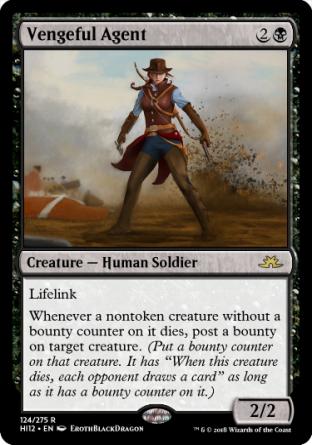 Vengeful Agent 2
Creature — Human Soldier
Lifelink
Whenever a nontoken creature without a
bounty counter on it dies, post a bounty
on target creature. (Put a bounty counter
on that creature. It has “When this creature
dies, each opponent draws a card” as long
as it has a bounty counter on it.)
2/2
124/275 R
HI12 • EN ErothBlackDragon
™ & © 2018 Wizards of the Coast